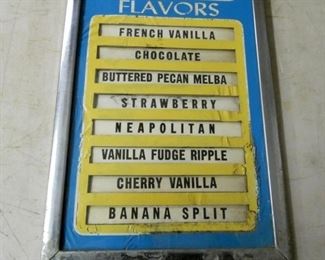 FLAVORS
FRENCH VANILLA
CHOCOLATE
BUTTERED PECAN MELBA
STRAWBERRY
NEAPOLITAN
VANILLA FUDGE RIPPLE
CHERRY VANILLA
BANANA SPLIT